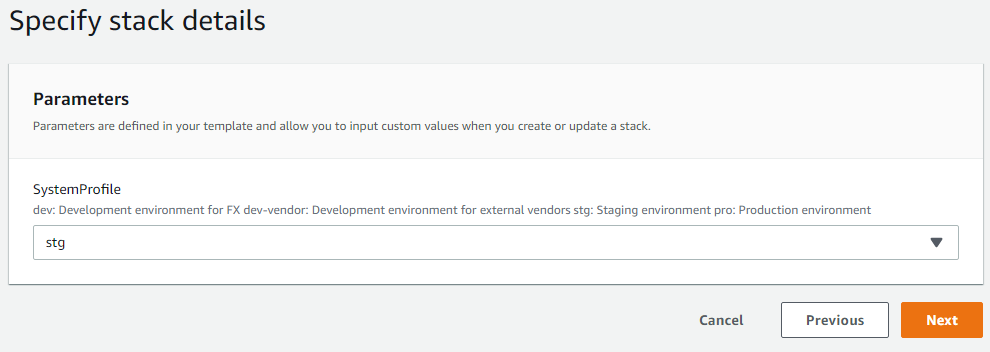 Specify stack details
Parameters
Parameters are defined in your template and allow you to input custom values when you create or update a stack.
SystemProfile
dev: Development environment for FX dev-vendor: Development environment for external vendors stg: Staging environment pro: Production environment
stg
Cancel Previous Next